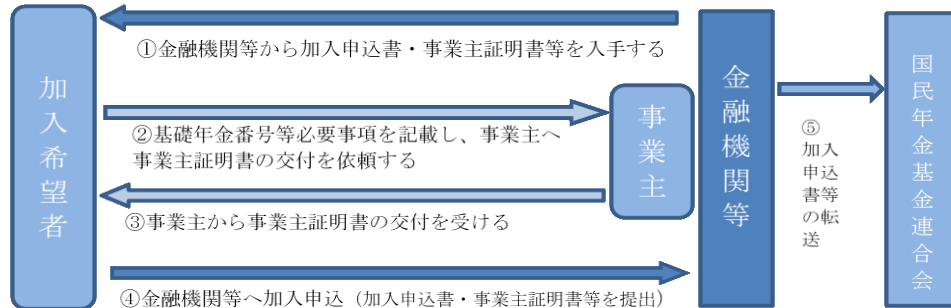 ①金融機関等から加入申込書・事業主証明書等を入手する
加入希望者
②基礎年金番号等必要事項を記載し、事業主へ
事業主証明書の交付を依頼する
事業主
金融機関等
⑤
加入
申込
書等
の転
送
国民年金基金連合会
③事業主から事業主証明書の交付を受ける
④金融機関等へ加入申込（加入申込書・事業主証明書等を提出）